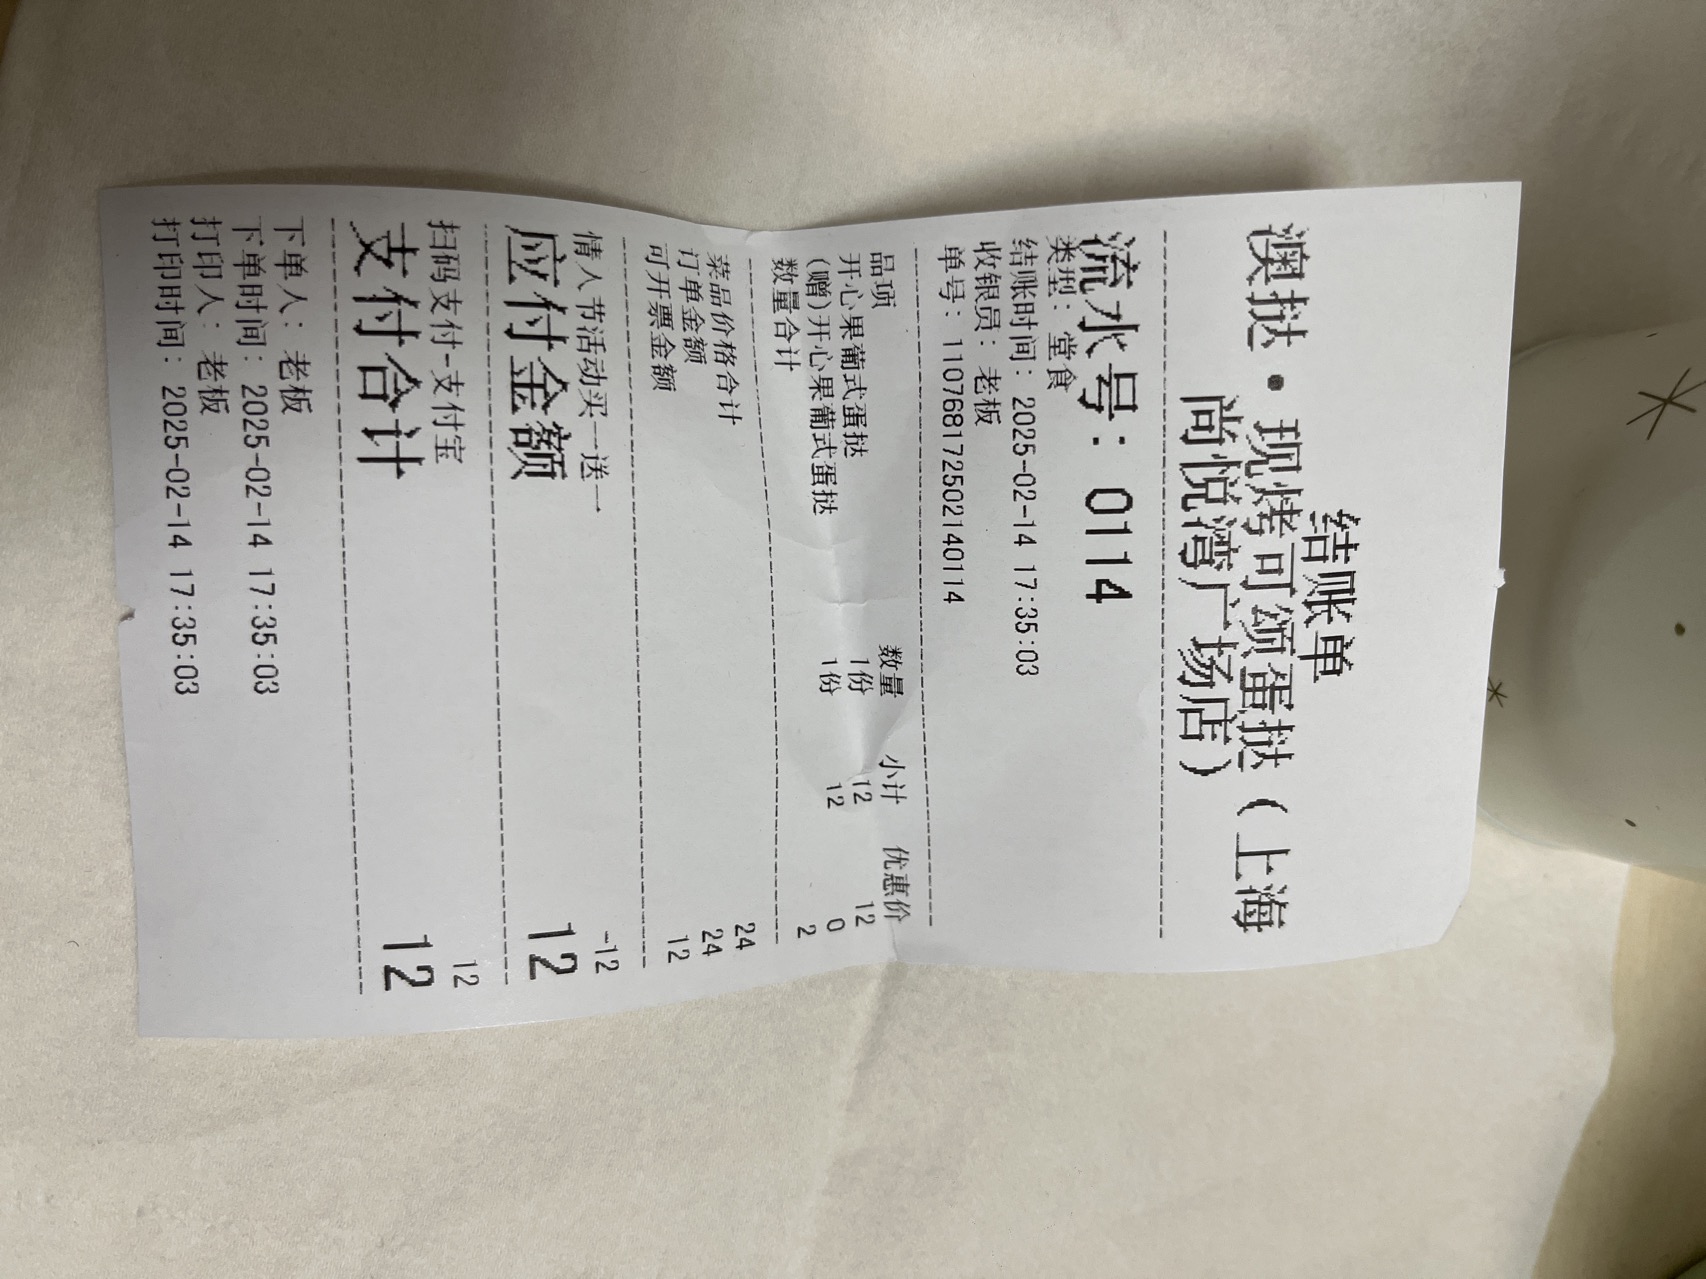 结账单
澳挞·现烤可颂蛋挞（上海
尚悦湾广场店）
流水号：0114
类型：堂食
结账时间：2025-02-14 17:35:03
收银员：老板
单号：110768172502140114
品项 数量 小计 优惠价
开心果葡式蛋挞 1份 12 12
(赠)开心果葡式蛋挞 1份 12 0
数量合计 2
菜品价格合计 24
订单金额 24
可开票金额 12
情人节活动买一送一 -12
应付金额 12
扫码支付-支付宝 12
支付合计 12
下单人：老板
下单时间：2025-02-14 17:35:03
打印人：老板
打印时间：2025-02-14 17:35:03